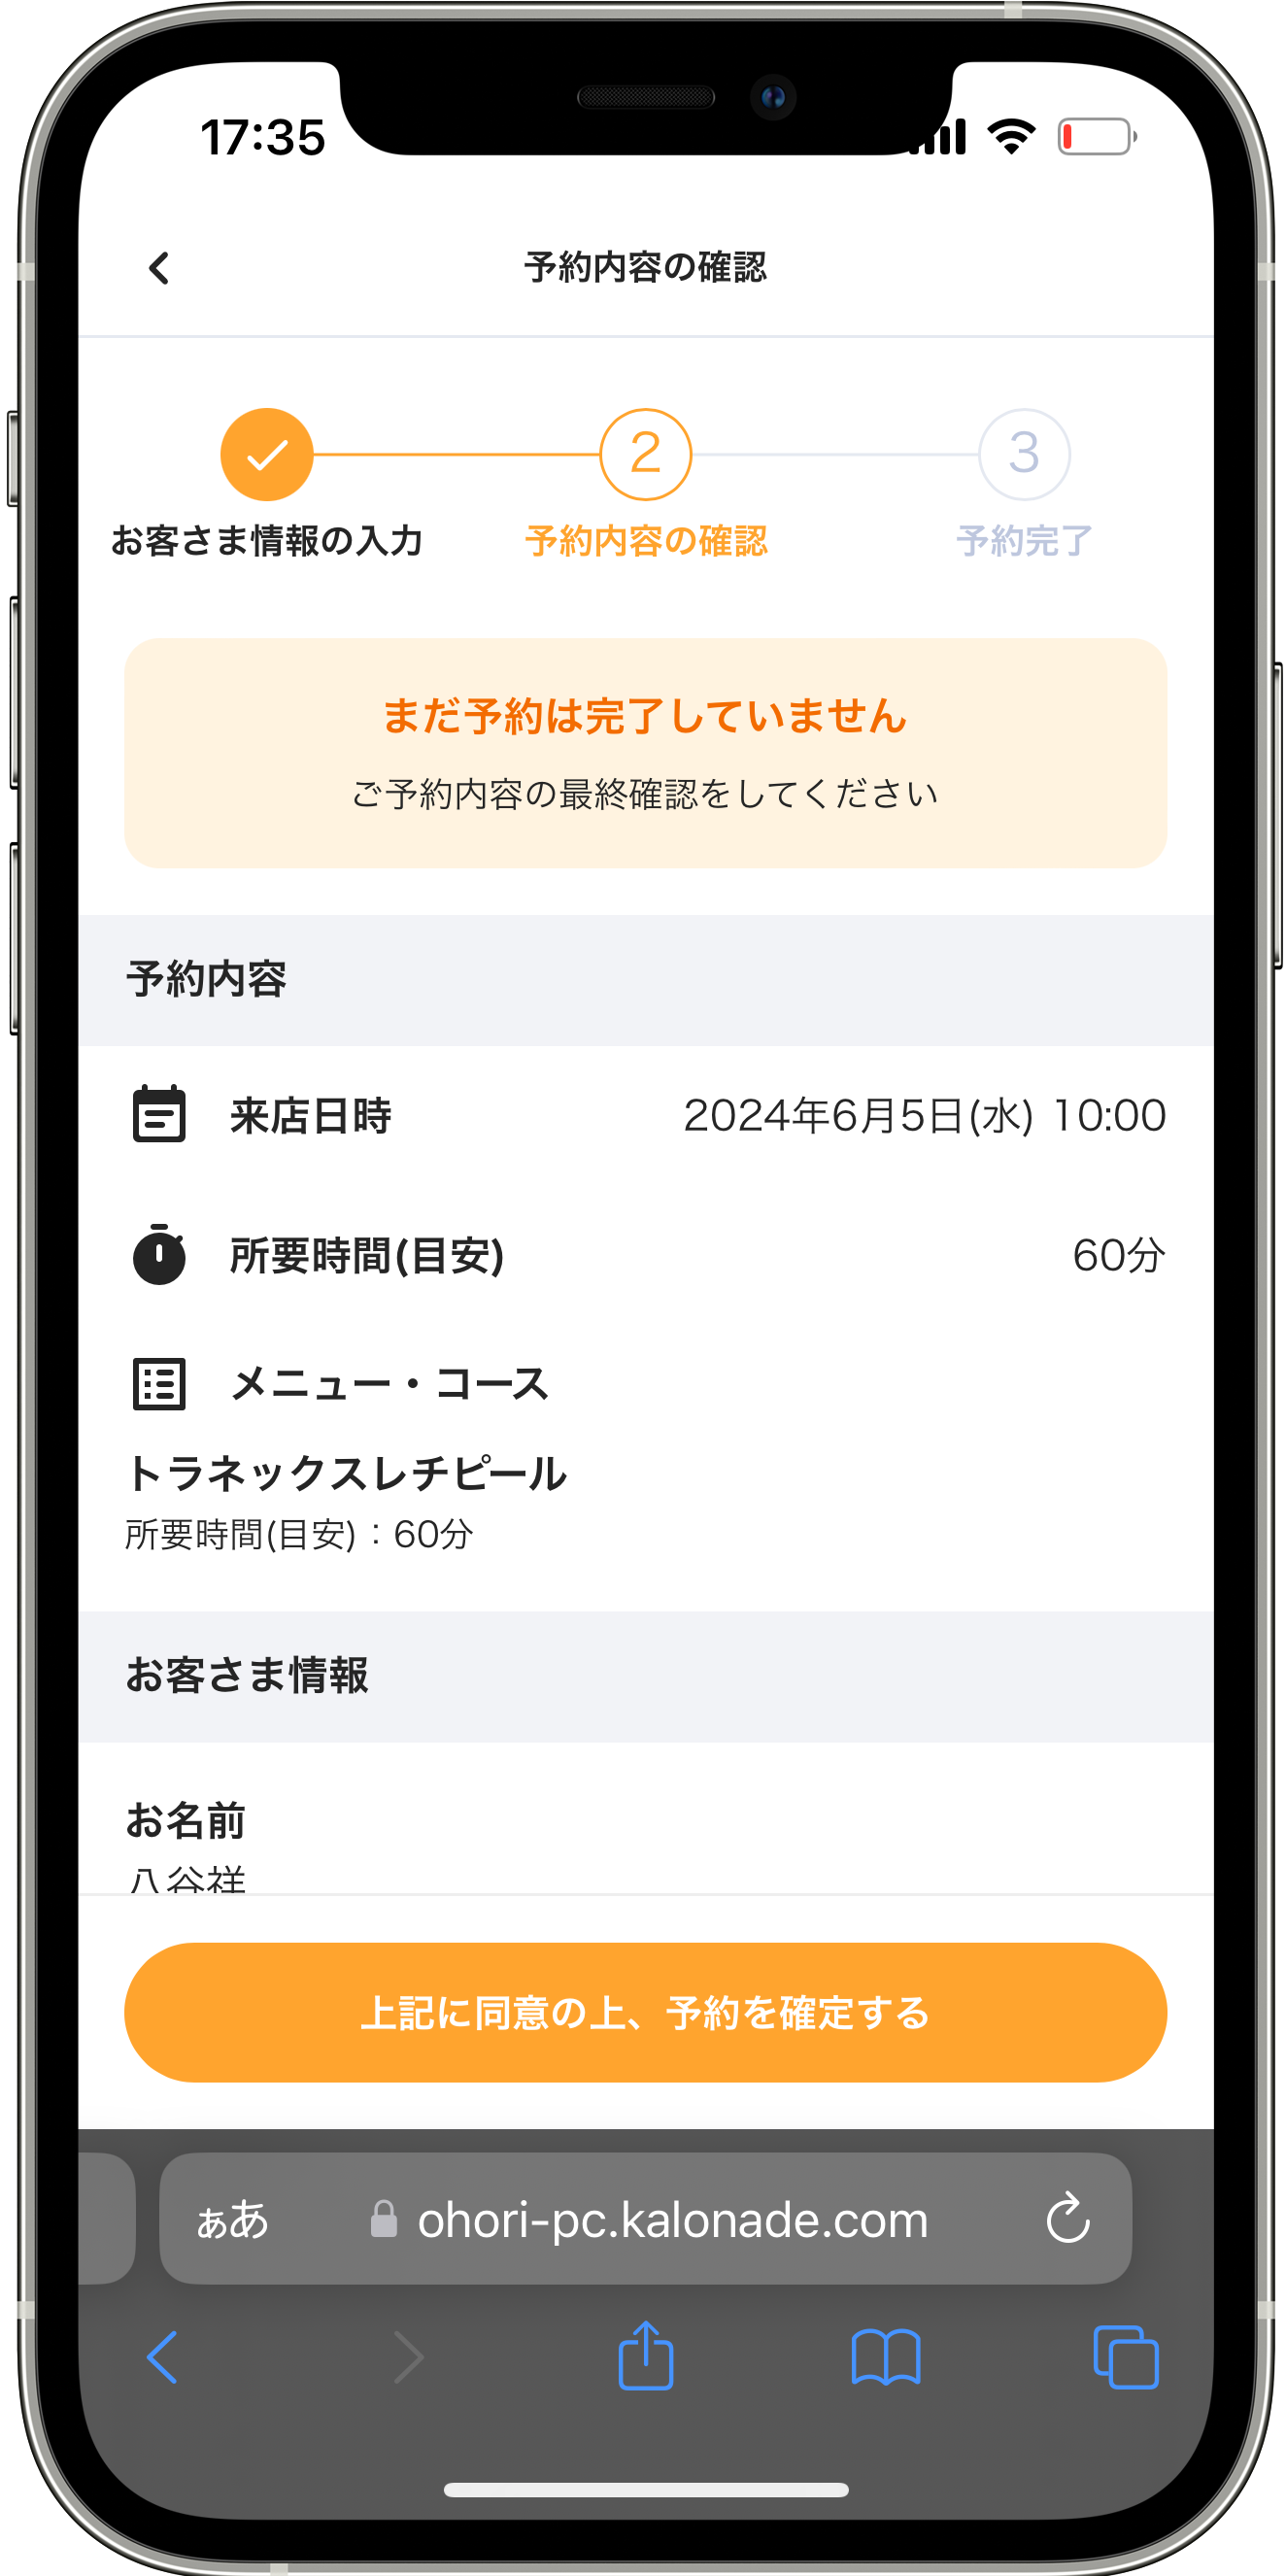 17:35
予約内容の確認
2
3
お客さま情報の入力
予約内容の確認
予約完了
まだ予約は完了していません
ご予約内容の最終確認をしてください
予約内容
来店日時
2024年6月5日(水) 10:00
所要時間(目安)
60分
メニュー・コース
トラネックスレチピール
所要時間(目安)：60分
お客さま情報
お名前
八谷祥
上記に同意の上、予約を確定する
ぁあ
ohori-pc.kalonade.com